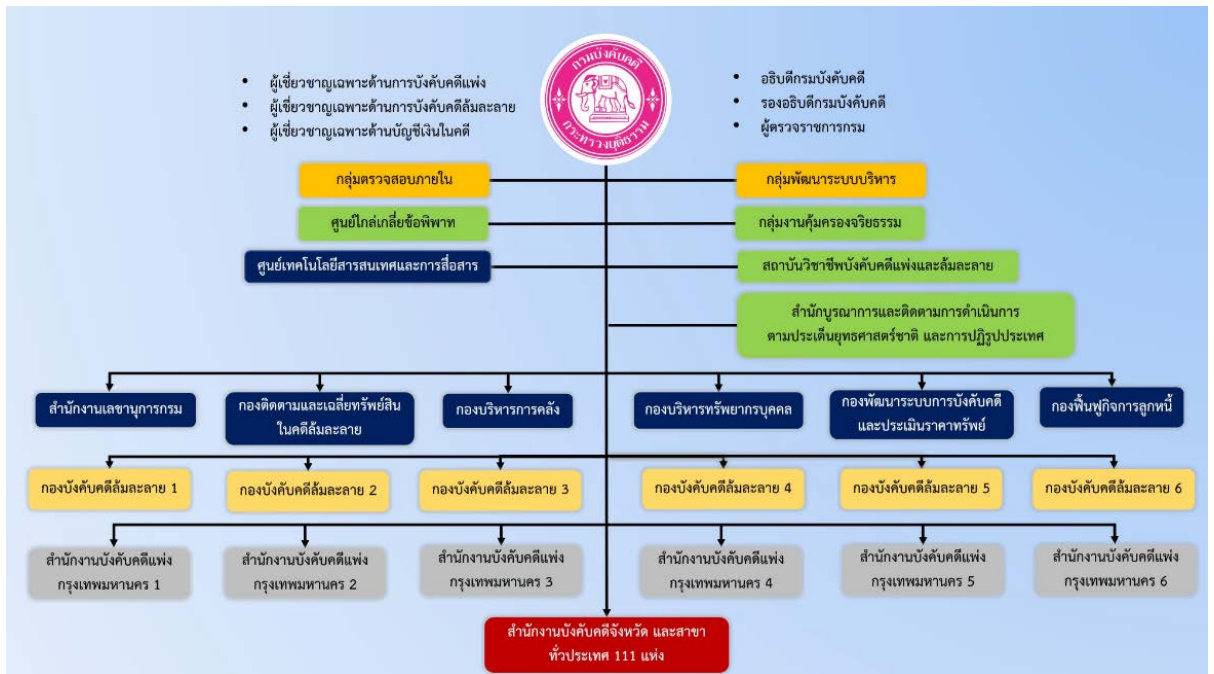 กรมบังคับคดี
กระทรวงยุติธรรม
• ผู้เชี่ยวชาญเฉพาะด้านการบังคับคดีแพ่ง
• ผู้เชี่ยวชาญเฉพาะด้านการบังคับคดีล้มละลาย
• ผู้เชี่ยวชาญเฉพาะด้านบัญชีเงินในคดี
• อธิบดีกรมบังคับคดี
• รองอธิบดีกรมบังคับคดี
• ผู้ตรวจราชการกรม
กลุ่มตรวจสอบภายใน
กลุ่มพัฒนาระบบบริหาร
ศูนย์ไกล่เกลี่ยข้อพิพาท
กลุ่มงานคุ้มครองจริยธรรม
ศูนย์เทคโนโลยีสารสนเทศและการสื่อสาร
สถาบันวิชาชีพบังคับคดีแพ่งและล้มละลาย
สำนักบูรณาการและติดตามการดำเนินการ
ตามประเด็นยุทธศาสตร์ชาติ และการปฏิรูปประเทศ
สำนักงานเลขานุการกรม
กองติดตามและเฉลี่ยทรัพย์สิน
ในคดีล้มละลาย
กองบริหารการคลัง
กองบริหารทรัพยากรบุคคล
กองพัฒนาระบบการบังคับคดี
และประเมินราคาทรัพย์
กองฟื้นฟูกิจการลูกหนี้
กองบังคับคดีล้มละลาย 1
กองบังคับคดีล้มละลาย 2
กองบังคับคดีล้มละลาย 3
กองบังคับคดีล้มละลาย 4
กองบังคับคดีล้มละลาย 5
กองบังคับคดีล้มละลาย 6
สำนักงานบังคับคดีแพ่ง
กรุงเทพมหานคร 1
สำนักงานบังคับคดีแพ่ง
กรุงเทพมหานคร 2
สำนักงานบังคับคดีแพ่ง
กรุงเทพมหานคร 3
สำนักงานบังคับคดีแพ่ง
กรุงเทพมหานคร 4
สำนักงานบังคับคดีแพ่ง
กรุงเทพมหานคร 5
สำนักงานบังคับคดีแพ่ง
กรุงเทพมหานคร 6
สำนักงานบังคับคดีจังหวัด และสาขา
ทั่วประเทศ 111 แห่ง